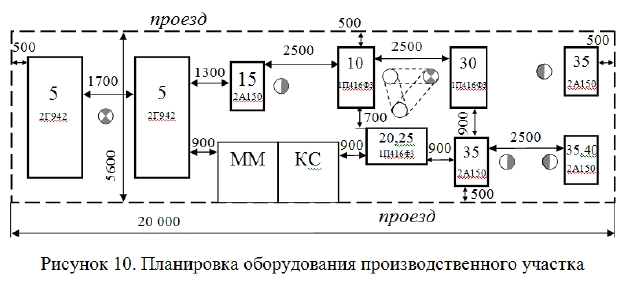 проезд
500
500
500
5
2Г942
1700
5
2Г942
1300
15
2А150
2500
10
1П416Ф3
2500
30
1П416Ф3
35
2А150
700
900
20,25
1П416Ф3
900
ММ
КС
900
900
35
2А150
2500
35,40
2А150
5600
500
20 000
проезд
Рисунок 10. Планировка оборудования производственного участка